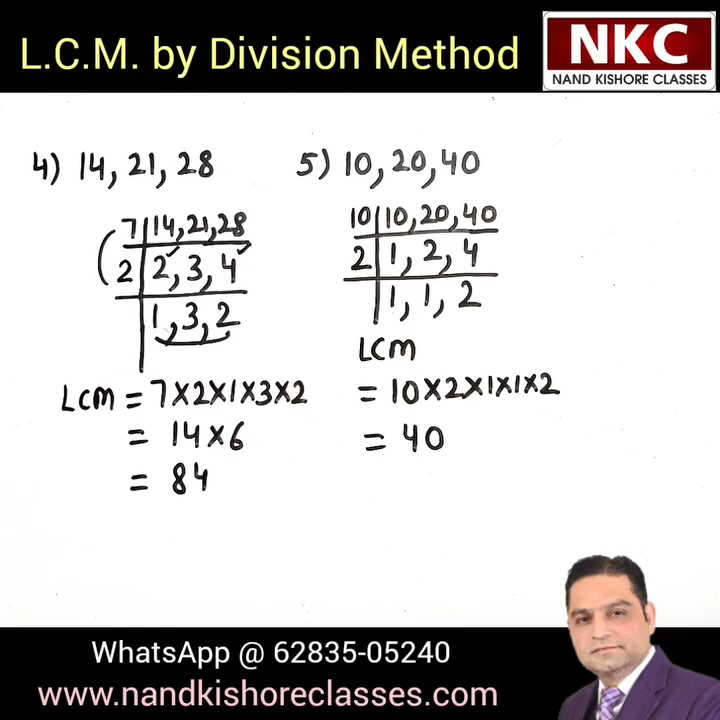 L.C.M. by Division Method
NKC
NAND KISHORE CLASSES
4) 14, 21, 28
7 | 14, 21, 28
2 | 2, 3, 4
1, 3, 2
LCM = 7×2×1×3×2
= 14×6
= 84
5) 10, 20, 40
10 | 10, 20, 40
2 | 1, 2, 4
1, 1, 2
LCM
= 10×2×1×1×2
= 40
WhatsApp @ 62835-05240
www.nandkishoreclasses.com